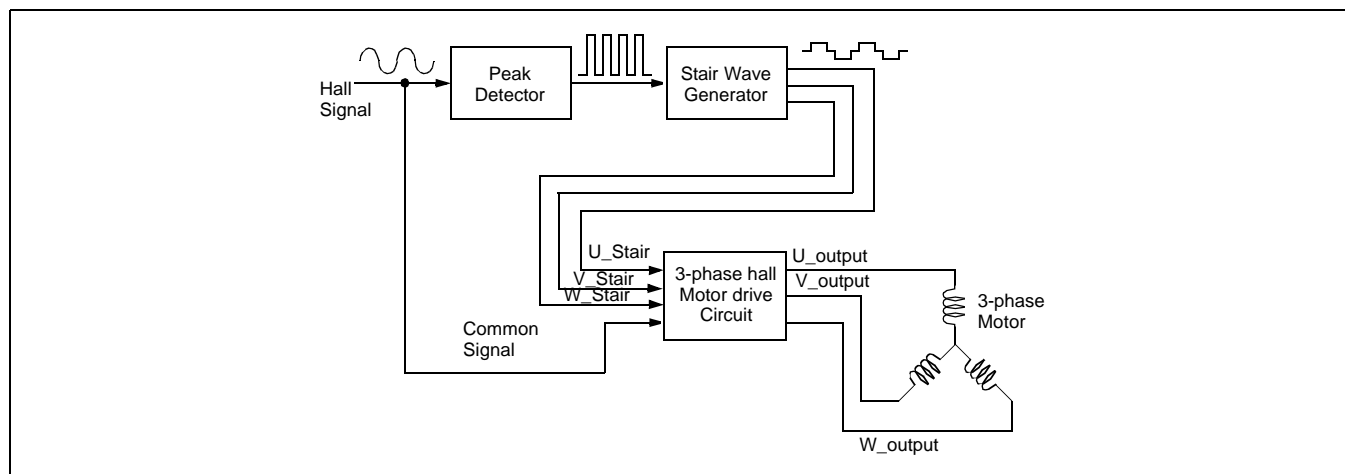 Hall
Signal
Peak
Detector
Stair Wave
Generator
U_Stair
V_Stair
W_Stair
Common
Signal
3-phase hall
Motor drive
Circuit
U_output
V_output
3-phase
Motor
W_output